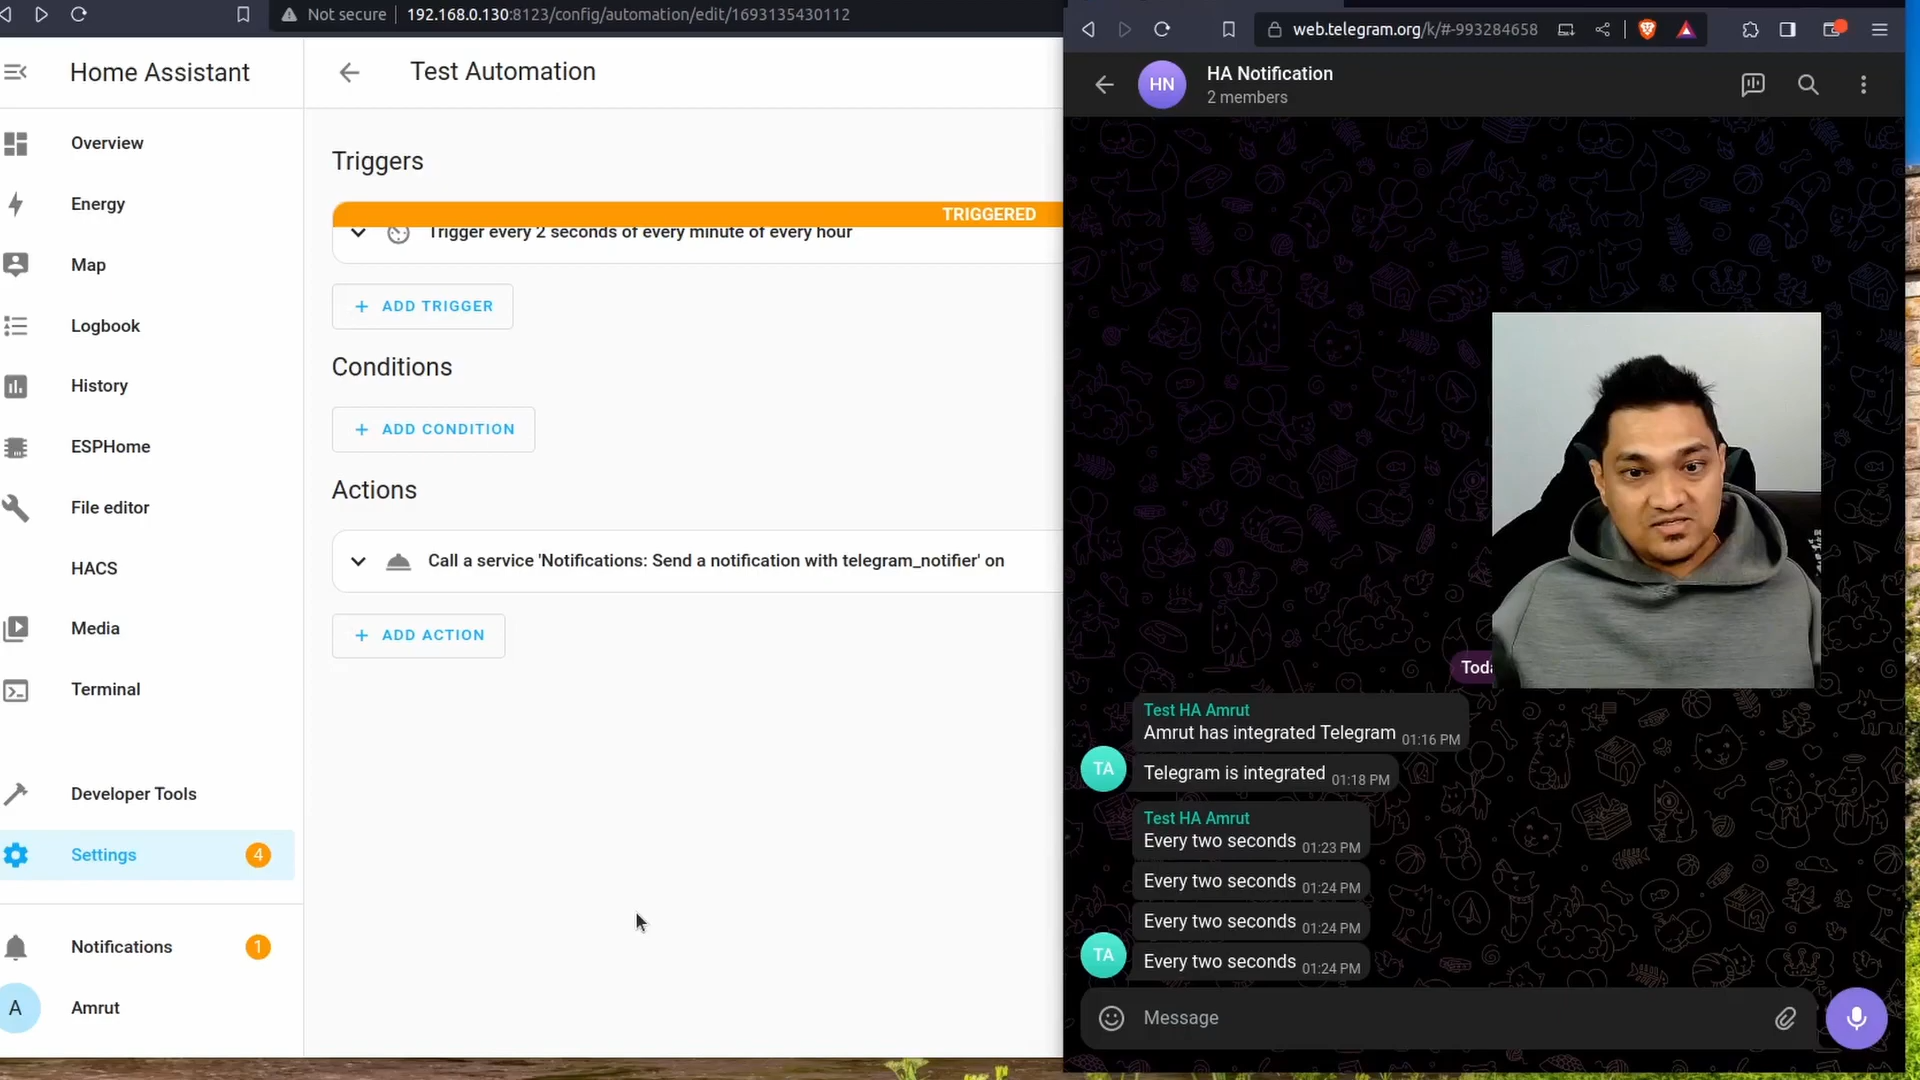 Not secure
192.168.0.130:8123/config/automation/edit/1693135430112
Home Assistant
Overview
Energy
Map
Logbook
History
ESPHome
File editor
HACS
Media
Terminal
Developer Tools
Settings
4
Notifications
1
A
Amrut
Test Automation
Triggers
TRIGGERED
Trigger every 2 seconds of every minute of every hour
+ ADD TRIGGER
Conditions
+ ADD CONDITION
Actions
Call a service 'Notifications: Send a notification with telegram_notifier' on
+ ADD ACTION
web.telegram.org/k/#-993284658
HN
HA Notification
2 members
Toda
Test HA Amrut
Amrut has integrated Telegram 01:16 PM
TA
Telegram is integrated 01:18 PM
Test HA Amrut
Every two seconds 01:23 PM
Every two seconds 01:24 PM
Every two seconds 01:24 PM
TA
Every two seconds 01:24 PM
Message